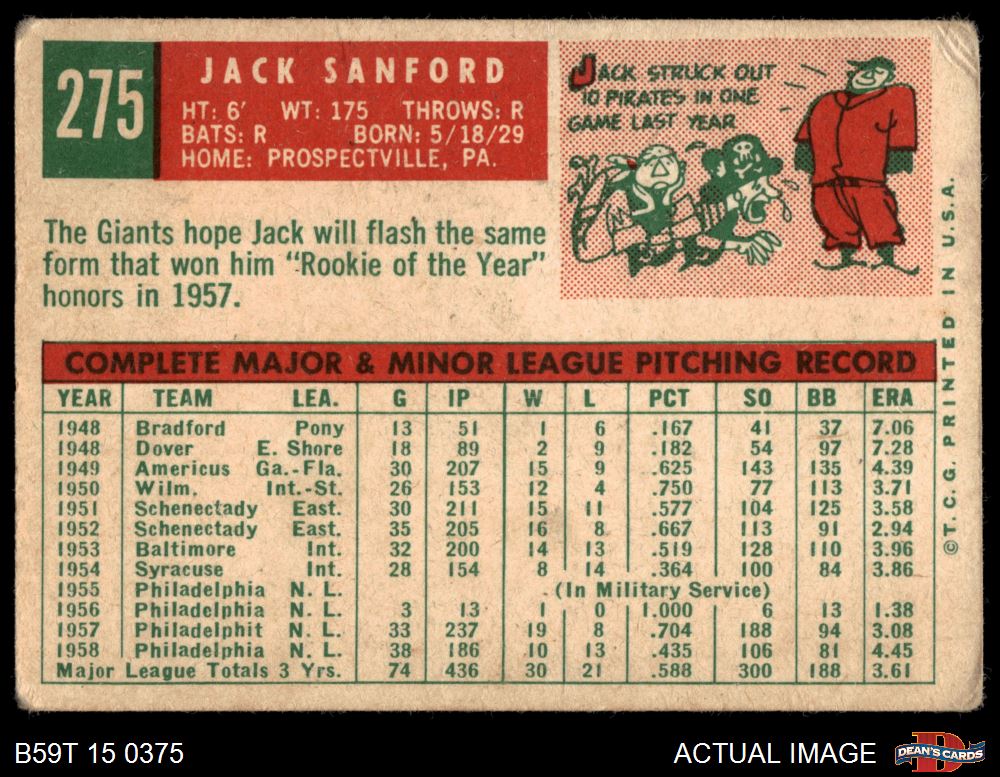 275
JACK SANFORD
HT: 6' WT: 175 THROWS: R
BATS: R BORN: 5/18/29
HOME: PROSPECTVILLE, PA.
JACK STRUCK OUT
10 PIRATES IN ONE
GAME LAST YEAR
The Giants hope Jack will flash the same
form that won him "Rookie of the Year"
honors in 1957.
COMPLETE MAJOR & MINOR LEAGUE PITCHING RECORD
YEAR TEAM LEA. G IP W L PCT SO BB ERA
1948 Bradford Pony 13 51 1 6 .167 41 37 7.06
1948 Dover E. Shore 18 89 2 9 .182 54 97 7.28
1949 Americus Ga.-Fla. 30 207 15 9 .625 143 135 4.39
1950 Wilm. Int.-St. 26 153 12 4 .750 77 113 3.71
1951 Schenectady East. 30 211 15 11 .577 104 125 3.58
1952 Schenectady East. 35 205 16 8 .667 113 91 2.94
1953 Baltimore Int. 32 200 14 13 .519 128 110 3.96
1954 Syracuse Int. 28 154 8 14 .364 100 84 3.86
1955 Philadelphia N. L. (In Military Service)
1956 Philadelphia N. L. 3 13 1 0 1.000 6 13 1.38
1957 Philadelphit N. L. 33 237 19 8 .704 188 94 3.08
1958 Philadelphia N. L. 38 186 10 13 .435 106 81 4.45
Major League Totals 3 Yrs. 74 436 30 21 .588 300 188 3.61
©T. C. G. PRINTED IN U.S.A.
B59T 15 0375
ACTUAL IMAGE
D
DEAN'S CARDS